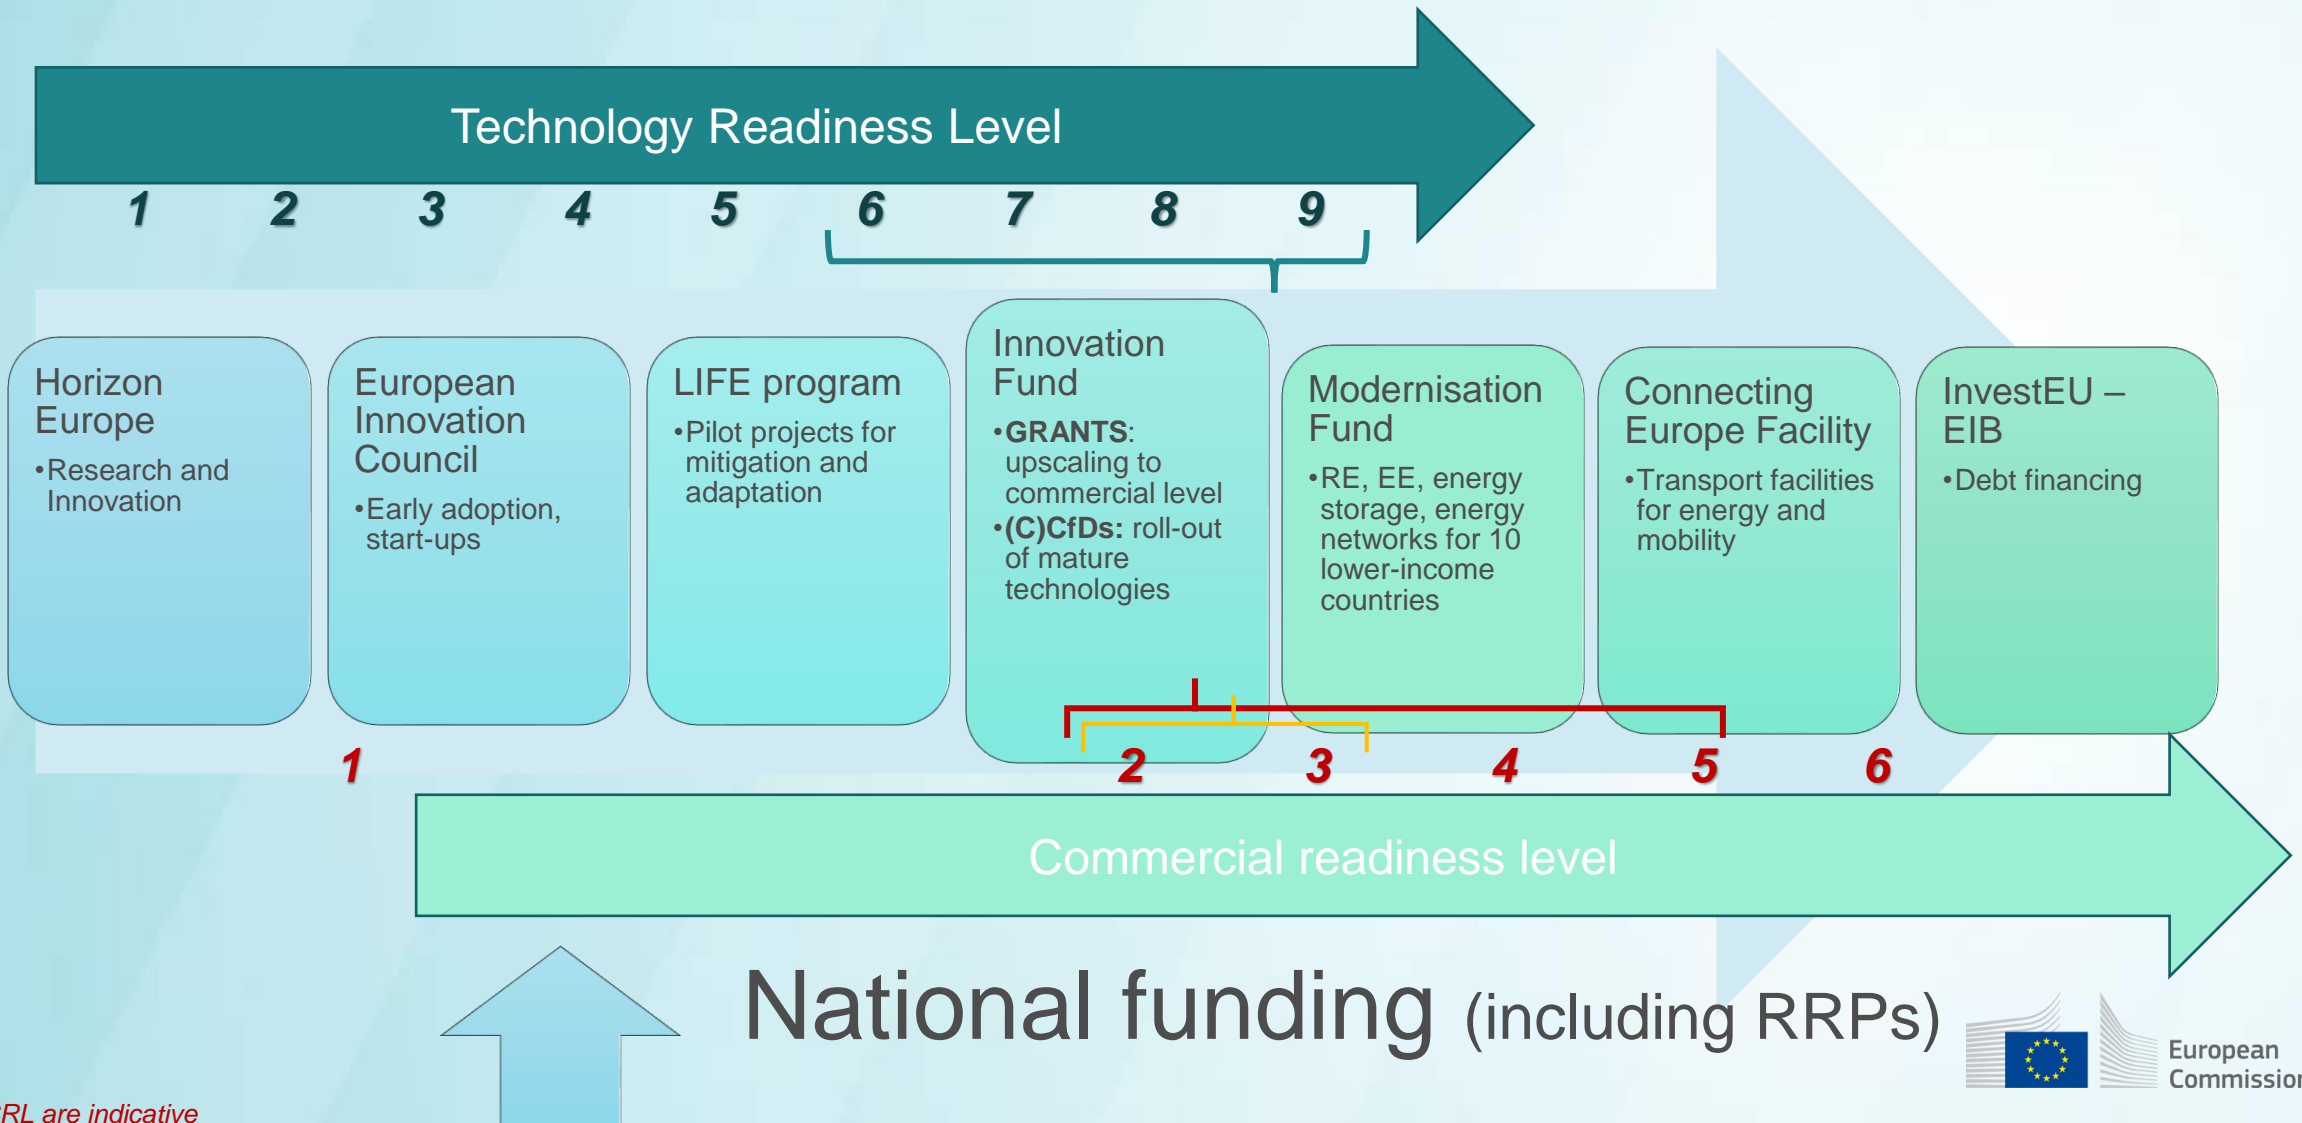 Technology Readiness Level
1 2 3 4 5 6 7 8 9
Horizon
Europe
•Research and
Innovation
European
Innovation
Council
•Early adoption,
start-ups
LIFE program
•Pilot projects for
mitigation and
adaptation
Innovation
Fund
•GRANTS:
upscaling to
commercial level
•(C)CfDs: roll-out
of mature
technologies
Modernisation
Fund
•RE, EE, energy
storage, energy
networks for 10
lower-income
countries
Connecting
Europe Facility
•Transport facilities
for energy and
mobility
InvestEU –
EIB
•Debt financing
1 2 3 4 5 6
Commercial readiness level
National funding (including RRPs)
European
Commission
RL are indicative